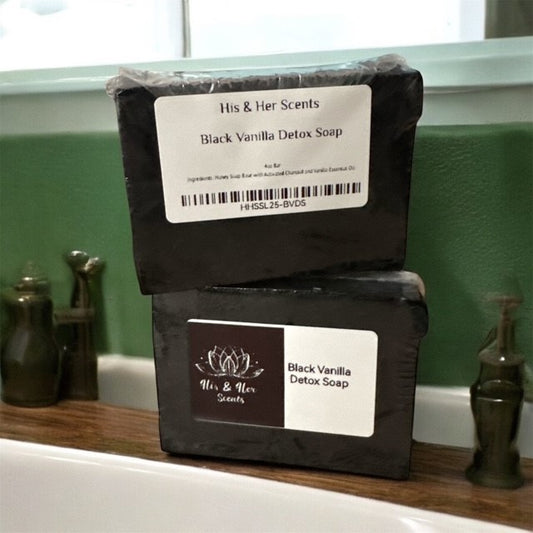 His & Her Scents
Black Vanilla Detox Soap
4oz Bar
Ingredients: Honey Soap Base with Activated Charcoal and Vanilla Essential Oil
HHSSL25-BVDS
His & Her
Scents
Black Vanilla
Detox Soap